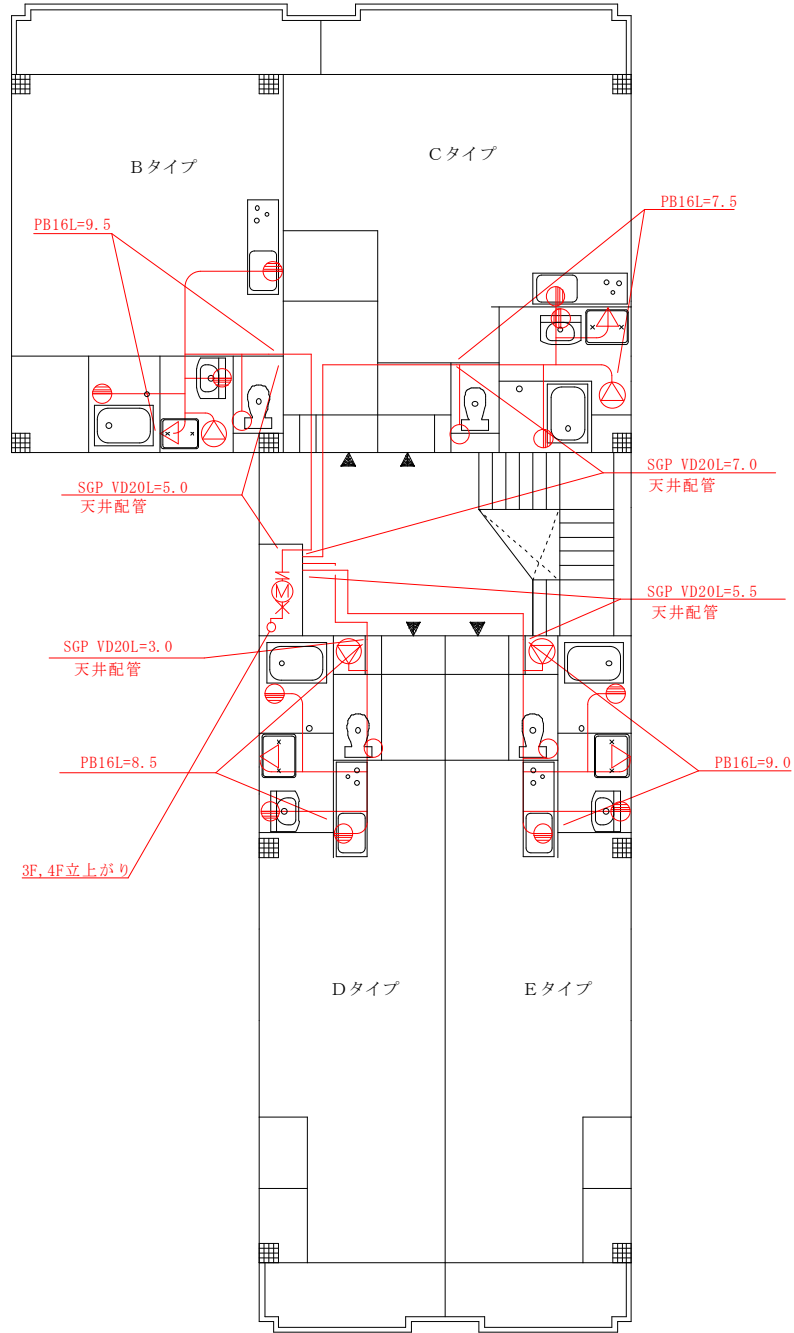 Bタイプ
Cタイプ
PB16L=9.5
PB16L=7.5
SGP VD20L=5.0
天井配管
SGP VD20L=7.0
天井配管
M
SGP VD20L=5.5
天井配管
SGP VD20L=3.0
天井配管
PB16L=8.5
PB16L=9.0
3F,4F立上がり
Dタイプ
Eタイプ